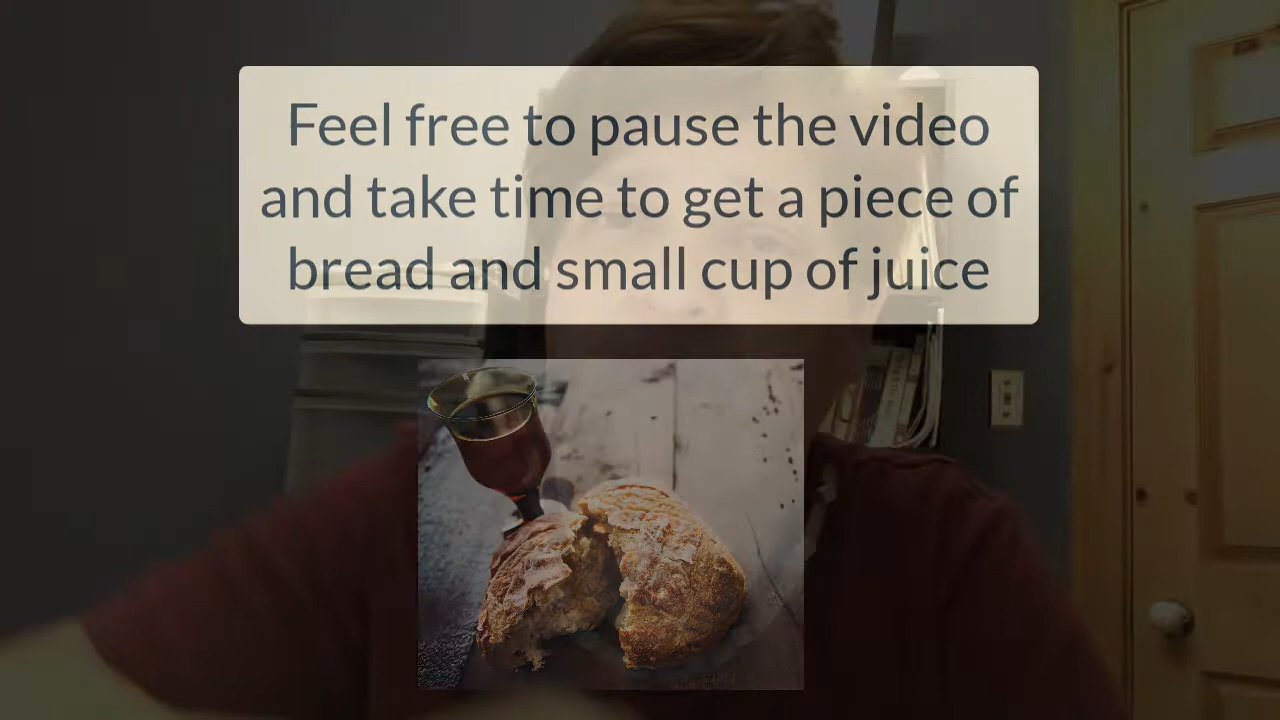 Feel free to pause the video
and take time to get a piece of
bread and small cup of juice